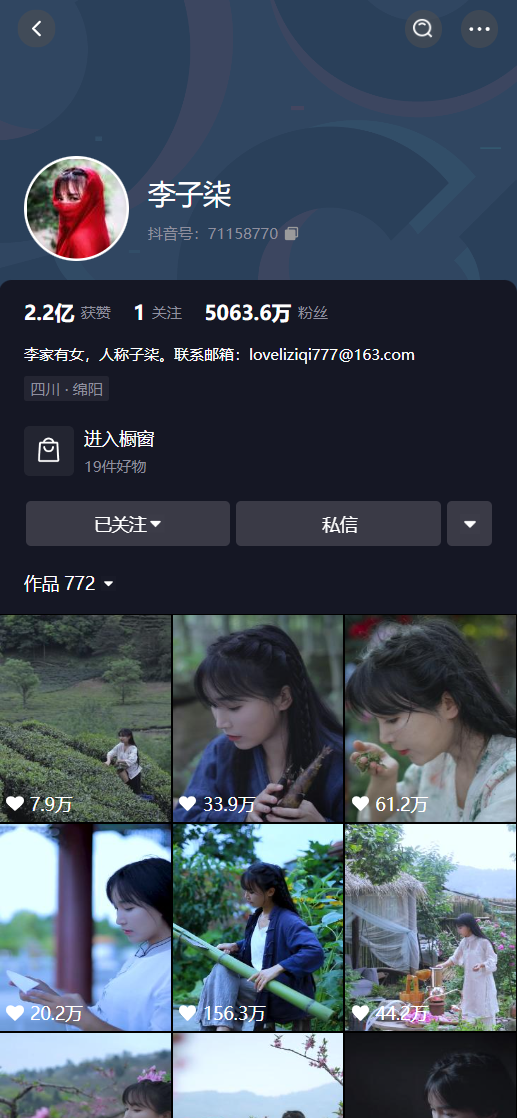 李子柒
抖音号：71158770
2.2亿 获赞 1 关注 5063.6万 粉丝
李家有女，人称子柒。联系邮箱：loveliziqi777@163.com
四川 · 绵阳
进入橱窗
19件好物
已关注 私信
作品 772
7.9万 33.9万 61.2万
20.2万 156.3万 44.2万